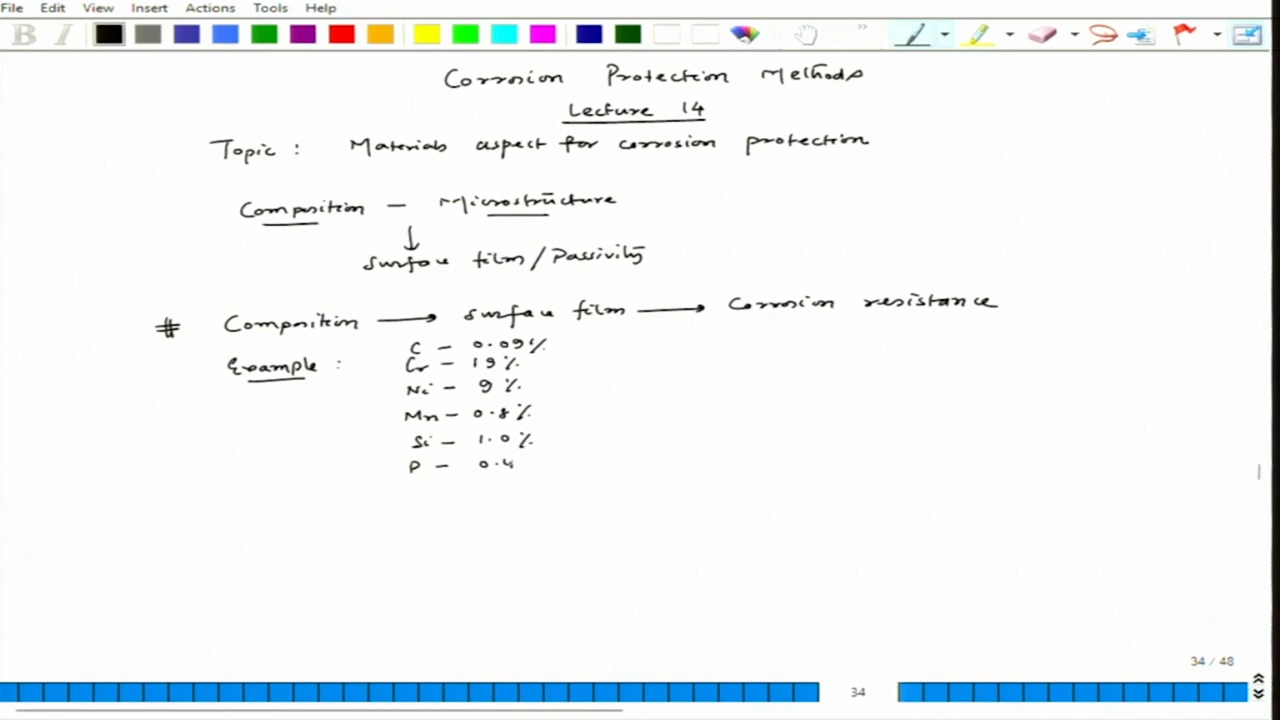 File Edit View Insert Actions Tools Help
B I
Corrosion Protection Methods
Lecture 14
Topic : Materials aspect for corrosion protection
Composition — Microstructure
↓
Surface film / Passivity
# Composition → surface film → Corrosion resistance
Example :
C — 0.09%
Cr — 19%
Ni — 9%
Mn — 0.8%
Si — 1.0%
P — 0.4
34 / 48
34